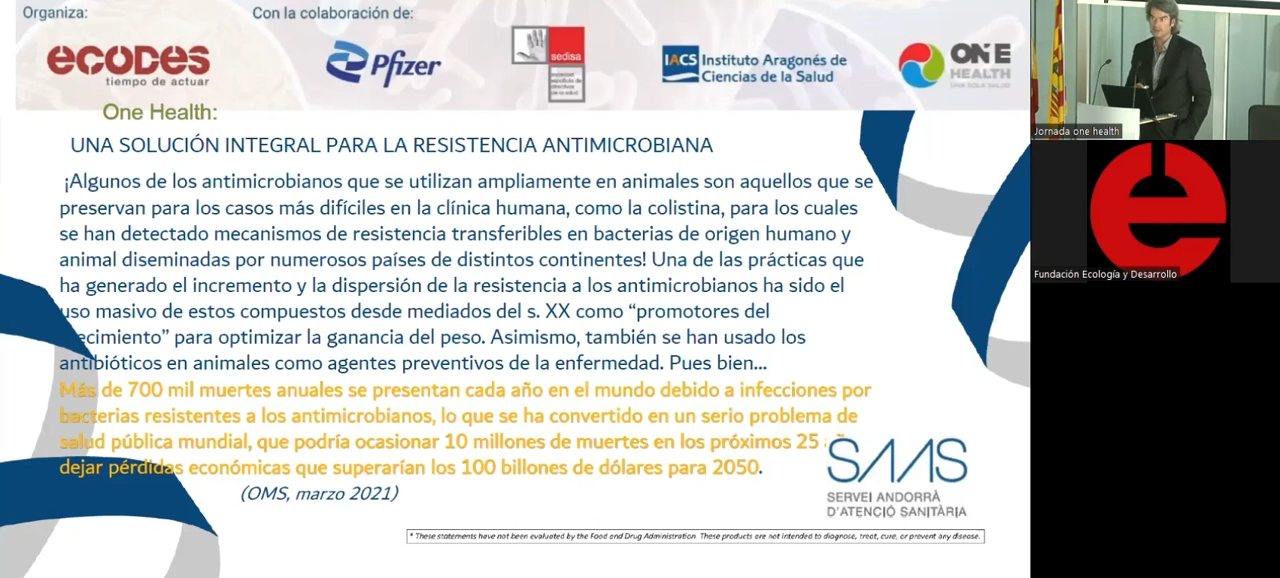 Organiza:
Con la colaboración de:
ecodes
tiempo de actuar
Pfizer
sedisa
IACS Instituto Aragonés de
Ciencias de la Salud
ONE
HEALTH
UNA SOLA SALUD
One Health:
UNA SOLUCIÓN INTEGRAL PARA LA RESISTENCIA ANTIMICROBIANA
¡Algunos de los antimicrobianos que se utilizan ampliamente en animales son aquellos que se
preservan para los casos más difíciles en la clínica humana, como la colistina, para los cuales
se han detectado mecanismos de resistencia transferibles en bacterias de origen humano y
animal diseminadas por numerosos países de distintos continentes! Una de las prácticas que
ha generado el incremento y la dispersión de la resistencia a los antimicrobianos ha sido el
uso masivo de estos compuestos desde mediados del s. XX como “promotores del
crecimiento” para optimizar la ganancia del peso. Asimismo, también se han usado los
antibióticos en animales como agentes preventivos de la enfermedad. Pues bien...
Más de 700 mil muertes anuales se presentan cada año en el mundo debido a infecciones por
bacterias resistentes a los antimicrobianos, lo que se ha convertido en un serio problema de
salud pública mundial, que podría ocasionar 10 millones de muertes en los próximos 25
dejar pérdidas económicas que superarían los 100 billones de dólares para 2050.
(OMS, marzo 2021)
SAAS
SERVEI ANDORRÀ
D'ATENCIÓ SANITÀRIA
* These statements have not been evaluated by the Food and Drug Administration. These products are not intended to diagnose, treat, cure, or prevent any disease.
Jornada one health
e
Fundación Ecología y Desarrollo